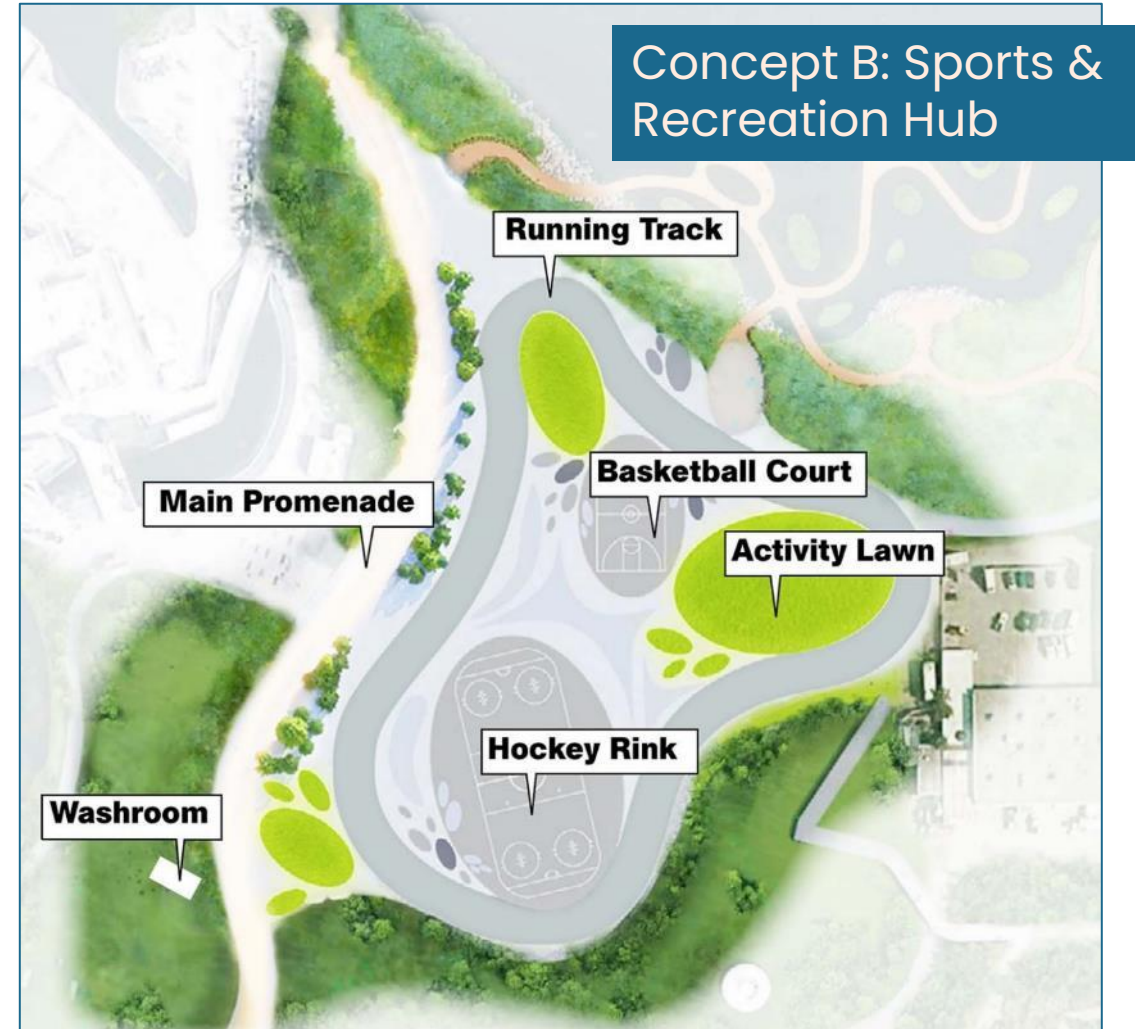 Concept B: Sports &
Recreation Hub
Running Track
Basketball Court
Main Promenade
Activity Lawn
Hockey Rink
Washroom